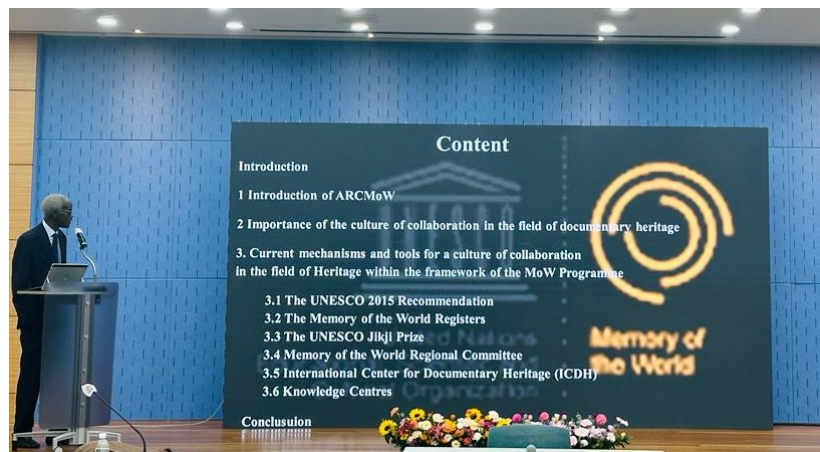 Content
Introduction
1 Introduction of ARCMoW
2 Importance of the culture of collaboration in the field of documentary heritage
3. Current mechanisms and tools for a culture of collaboration
in the field of Heritage within the framework of the MoW Programme
3.1 The UNESCO 2015 Recommendation
3.2 The Memory of the World Registers
3.3 The UNESCO Jikji Prize
3.4 Memory of the World Regional Committee
3.5 International Center for Documentary Heritage (ICDH)
3.6 Knowledge Centres
Conclusuion
UNESCO
Memory of
the World